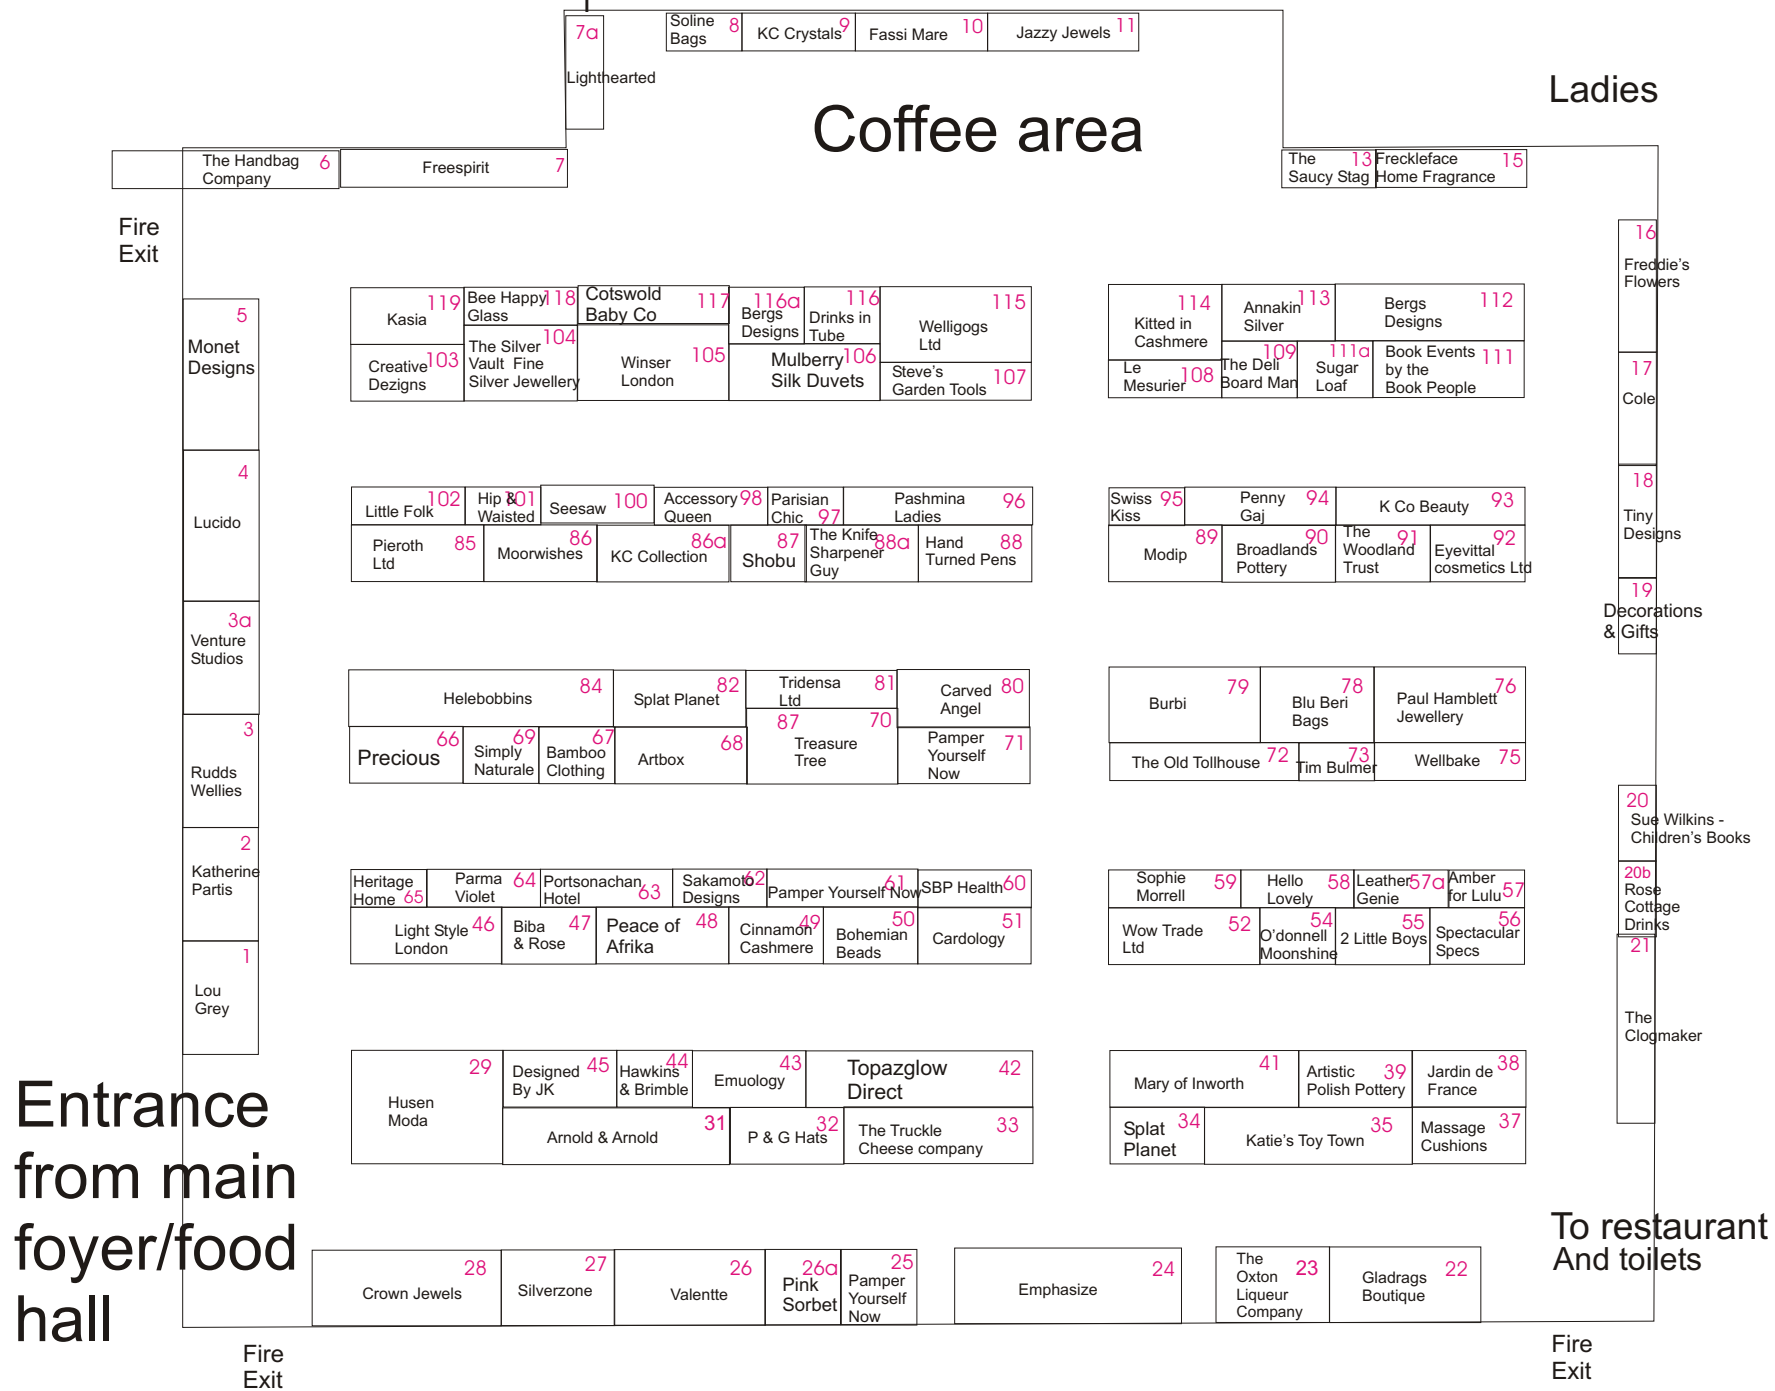 7a
Lighthearted
Soline
Bags
8
KC Crystals
9
Fassi Mare
10
Jazzy Jewels
11
Ladies
Coffee area
The Handbag
Company
6
Freespirit
7
The
Saucy Stag
13
Freckleface
Home Fragrance
15
Fire
Exit
16
Freddie's
Flowers
17
Cole
18
Tiny
Designs
19
Decorations
& Gifts
20
Sue Wilkins -
Children's Books
20b
Rose
Cottage
Drinks
21
The
Clogmaker
5
Monet
Designs
4
Lucido
3a
Venture
Studios
3
Rudds
Wellies
2
Katherine
Partis
1
Lou
Grey
119
Kasia
Bee Happy
Glass
118
Cotswold
Baby Co
117
116a
Bergs
Designs
116
Drinks in
Tube
115
Welligogs
Ltd
114
Kitted in
Cashmere
113
Annakin
Silver
112
Bergs
Designs
Creative
Dezigns
103
104
The Silver
Vault Fine
Silver Jewellery
105
Winser
London
Mulberry
Silk Duvets
106
Steve's
Garden Tools
107
Le
Mesurier
108
109
The Deli
Board Man
111a
Sugar
Loaf
Book Events
by the
Book People
111
Little Folk
102
Hip &
Waisted
101
Seesaw
100
Accessory
Queen
98
Parisian
Chic
97
Pashmina
Ladies
96
Swiss
Kiss
95
Penny
Gaj
94
K Co Beauty
93
Pieroth
Ltd
85
Moorwishes
86
KC Collection
86a
Shobu
87
The Knife
Sharpener
Guy
88a
Hand
Turned Pens
88
Modip
89
Broadlands
Pottery
90
The
Woodland
Trust
91
Eyevittal
cosmetics Ltd
92
Helebobbins
84
Splat Planet
82
Tridensa
Ltd
81
Carved
Angel
80
Burbi
79
Blu Beri
Bags
78
Paul Hamblett
Jewellery
76
Precious
66
Simply
Naturale
69
Bamboo
Clothing
67
Artbox
68
87
70
Treasure
Tree
Pamper
Yourself
Now
71
The Old Tollhouse
72
Tim Bulmer
73
Wellbake
75
Heritage
Home
65
Parma
Violet
64
Portsonachan
Hotel
63
Sakamoto
Designs
62
Pamper Yourself Now
61
SBP Health
60
Sophie
Morrell
59
Hello
Lovely
58
Leather
Genie
57a
Amber
for Lulu
57
Light Style
London
46
Biba
& Rose
47
Peace of
Afrika
48
Cinnamon
Cashmere
49
Bohemian
Beads
50
Cardology
51
Wow Trade
Ltd
52
O'donnell
Moonshine
54
2 Little Boys
55
Spectacular
Specs
56
Husen
Moda
29
Designed
By JK
45
Hawkins
& Brimble
44
Emuology
43
Topazglow
Direct
42
Mary of Inworth
41
Artistic
Polish Pottery
39
Jardin de
France
38
Arnold & Arnold
31
P & G Hats
32
The Truckle
Cheese company
33
Splat
Planet
34
Katie's Toy Town
35
Massage
Cushions
37
Entrance
from main
foyer/food
hall
To restaurant
And toilets
Crown Jewels
28
Silverzone
27
Valentte
26
26a
Pink
Sorbet
25
Pamper
Yourself
Now
Emphasize
24
The
Oxton
Liqueur
Company
23
Gladrags
Boutique
22
Fire
Exit
Fire
Exit